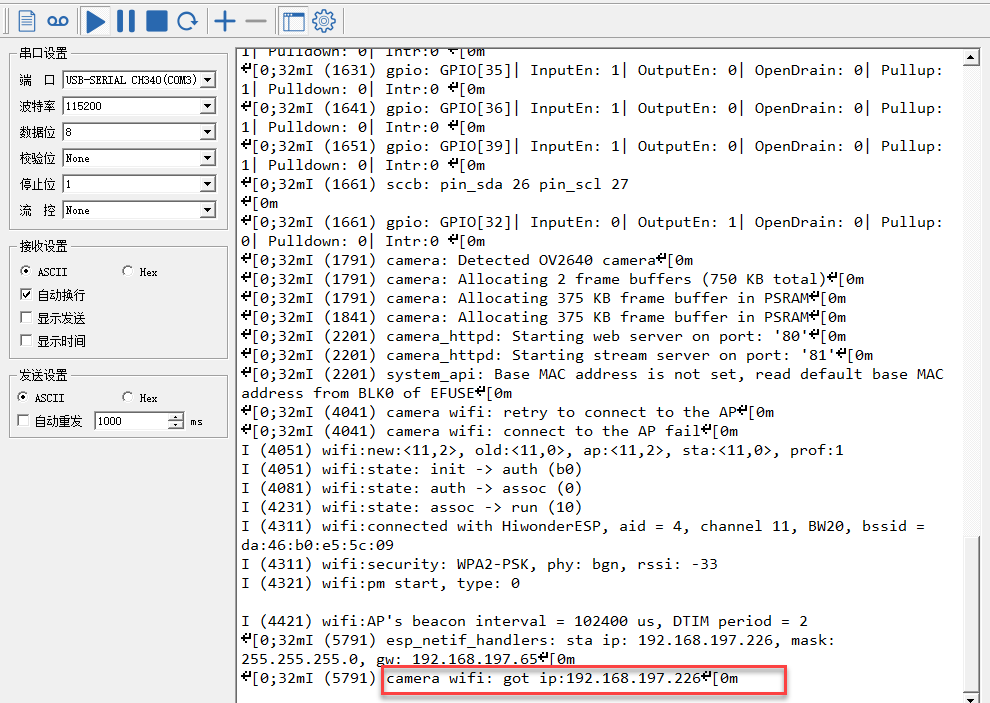 串口设置
端 口 USB-SERIAL CH340(COM3)
波特率 115200
数据位 8
校验位 None
停止位 1
流 控 None
接收设置
ASCII Hex
自动换行
显示发送
显示时间
发送设置
ASCII Hex
自动重发 1000 ms
1| Pulldown: 0| Intr:0 ↵[0m
↵[0;32mI (1631) gpio: GPIO[35]| InputEn: 1| OutputEn: 0| OpenDrain: 0| Pullup:
1| Pulldown: 0| Intr:0 ↵[0m
↵[0;32mI (1641) gpio: GPIO[36]| InputEn: 1| OutputEn: 0| OpenDrain: 0| Pullup:
1| Pulldown: 0| Intr:0 ↵[0m
↵[0;32mI (1651) gpio: GPIO[39]| InputEn: 1| OutputEn: 0| OpenDrain: 0| Pullup:
1| Pulldown: 0| Intr:0 ↵[0m
↵[0;32mI (1661) sccb: pin_sda 26 pin_scl 27
↵[0m
↵[0;32mI (1661) gpio: GPIO[32]| InputEn: 0| OutputEn: 1| OpenDrain: 0| Pullup:
0| Pulldown: 0| Intr:0 ↵[0m
↵[0;32mI (1791) camera: Detected OV2640 camera↵[0m
↵[0;32mI (1791) camera: Allocating 2 frame buffers (750 KB total)↵[0m
↵[0;32mI (1791) camera: Allocating 375 KB frame buffer in PSRAM↵[0m
↵[0;32mI (1841) camera: Allocating 375 KB frame buffer in PSRAM↵[0m
↵[0;32mI (2201) camera_httpd: Starting web server on port: '80'↵[0m
↵[0;32mI (2201) camera_httpd: Starting stream server on port: '81'↵[0m
↵[0;32mI (2201) system_api: Base MAC address is not set, read default base MAC
address from BLK0 of EFUSE↵[0m
↵[0;32mI (4041) camera wifi: retry to connect to the AP↵[0m
↵[0;32mI (4041) camera wifi: connect to the AP fail↵[0m
I (4051) wifi:new:<11,2>, old:<11,0>, ap:<11,2>, sta:<11,0>, prof:1
I (4051) wifi:state: init -> auth (b0)
I (4081) wifi:state: auth -> assoc (0)
I (4231) wifi:state: assoc -> run (10)
I (4311) wifi:connected with HiwonderESP, aid = 4, channel 11, BW20, bssid =
da:46:b0:e5:5c:09
I (4311) wifi:security: WPA2-PSK, phy: bgn, rssi: -33
I (4321) wifi:pm start, type: 0
I (4421) wifi:AP's beacon interval = 102400 us, DTIM period = 2
↵[0;32mI (5791) esp_netif_handlers: sta ip: 192.168.197.226, mask:
255.255.255.0, gw: 192.168.197.65↵[0m
↵[0;32mI (5791) camera wifi: got ip:192.168.197.226↵[0m